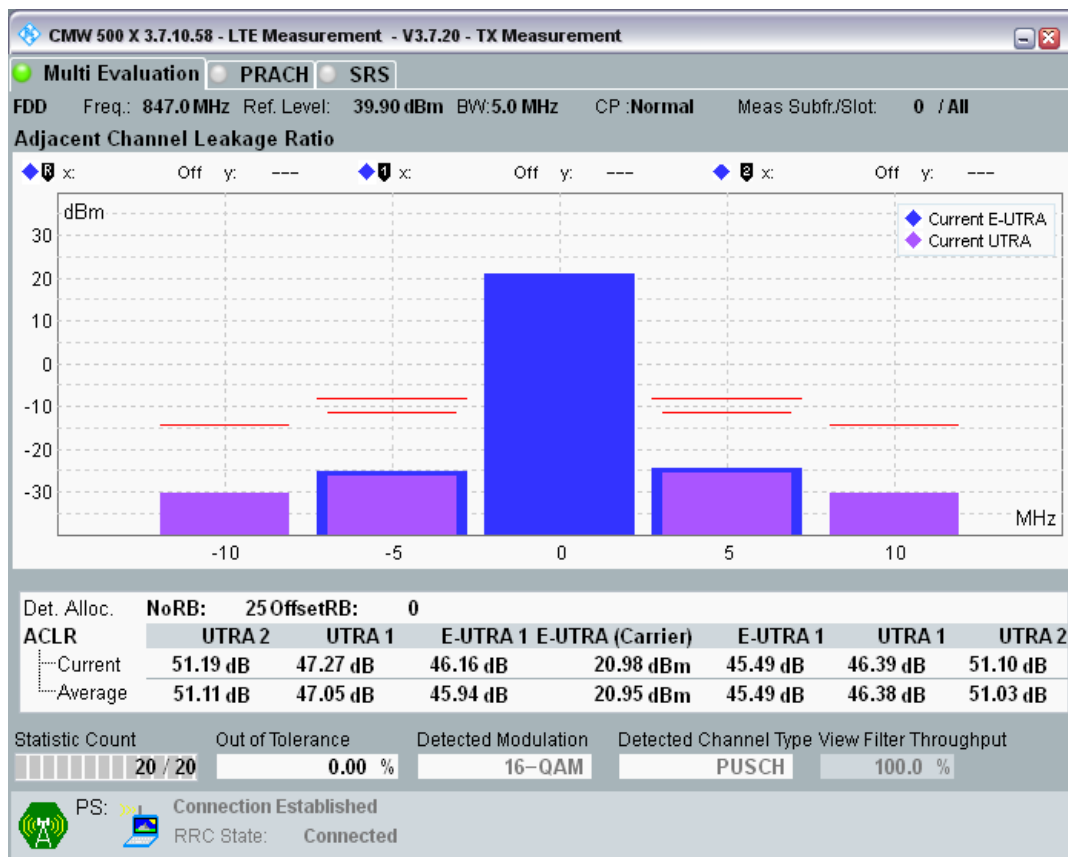 CMW 500 X 3.7.10.58 - LTE Measurement - V3.7.20 - TX Measurement
Multi Evaluation PRACH SRS
FDD Freq.: 847.0 MHz Ref. Level: 39.90 dBm BW:5.0 MHz CP :Normal Meas Subfr./Slot: 0 / All
Adjacent Channel Leakage Ratio
R x: Off y: --- 1 x: Off y: --- 2 x: Off y: ---
dBm
Current E-UTRA
Current UTRA
30
20
10
0
-10
-20
-30
MHz
-10 -5 0 5 10
Det. Alloc. NoRB: 25 OffsetRB: 0
ACLR UTRA 2 UTRA 1 E-UTRA 1 E-UTRA (Carrier) E-UTRA 1 UTRA 1 UTRA 2
Current 51.19 dB 47.27 dB 46.16 dB 20.98 dBm 45.49 dB 46.39 dB 51.10 dB
Average 51.11 dB 47.05 dB 45.94 dB 20.95 dBm 45.49 dB 46.38 dB 51.03 dB
Statistic Count Out of Tolerance Detected Modulation Detected Channel Type View Filter Throughput
20 / 20 0.00 % 16-QAM PUSCH 100.0 %
PS: Connection Established
RRC State: Connected